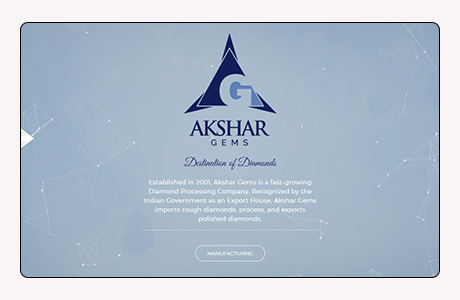 G
AKSHAR
GEMS
Destination of Diamonds
Established in 2001, Akshar Gems is a fast-growing
Diamond Processing Company. Recognized by the
Indian Government as an Export House, Akshar Gems
imports rough diamonds, process, and exports
polished diamonds.
MANUFACTURING